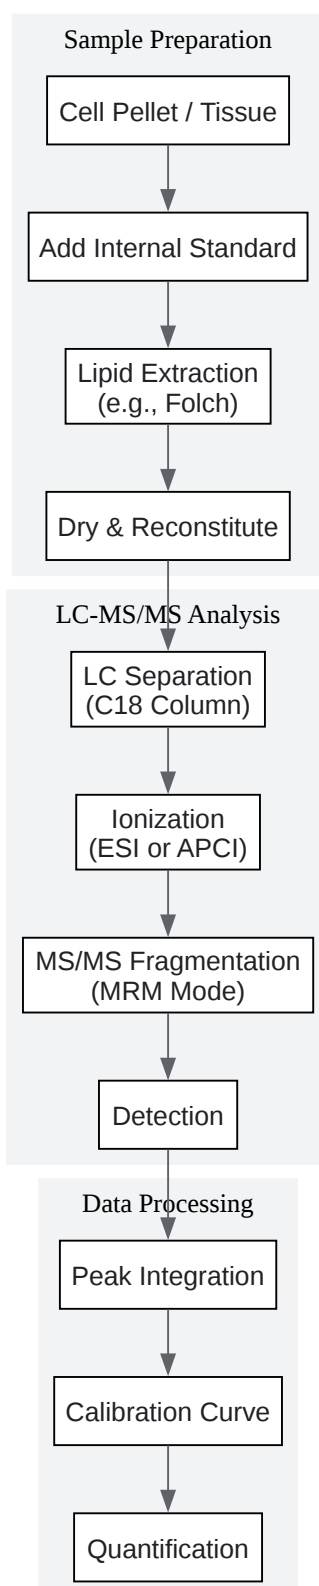 Sample Preparation
Cell Pellet / Tissue
Add Internal Standard
Lipid Extraction
(e.g., Folch)
Dry & Reconstitute
LC-MS/MS Analysis
LC Separation
(C18 Column)
Ionization
(ESI or APCI)
MS/MS Fragmentation
(MRM Mode)
Detection
Data Processing
Peak Integration
Calibration Curve
Quantification